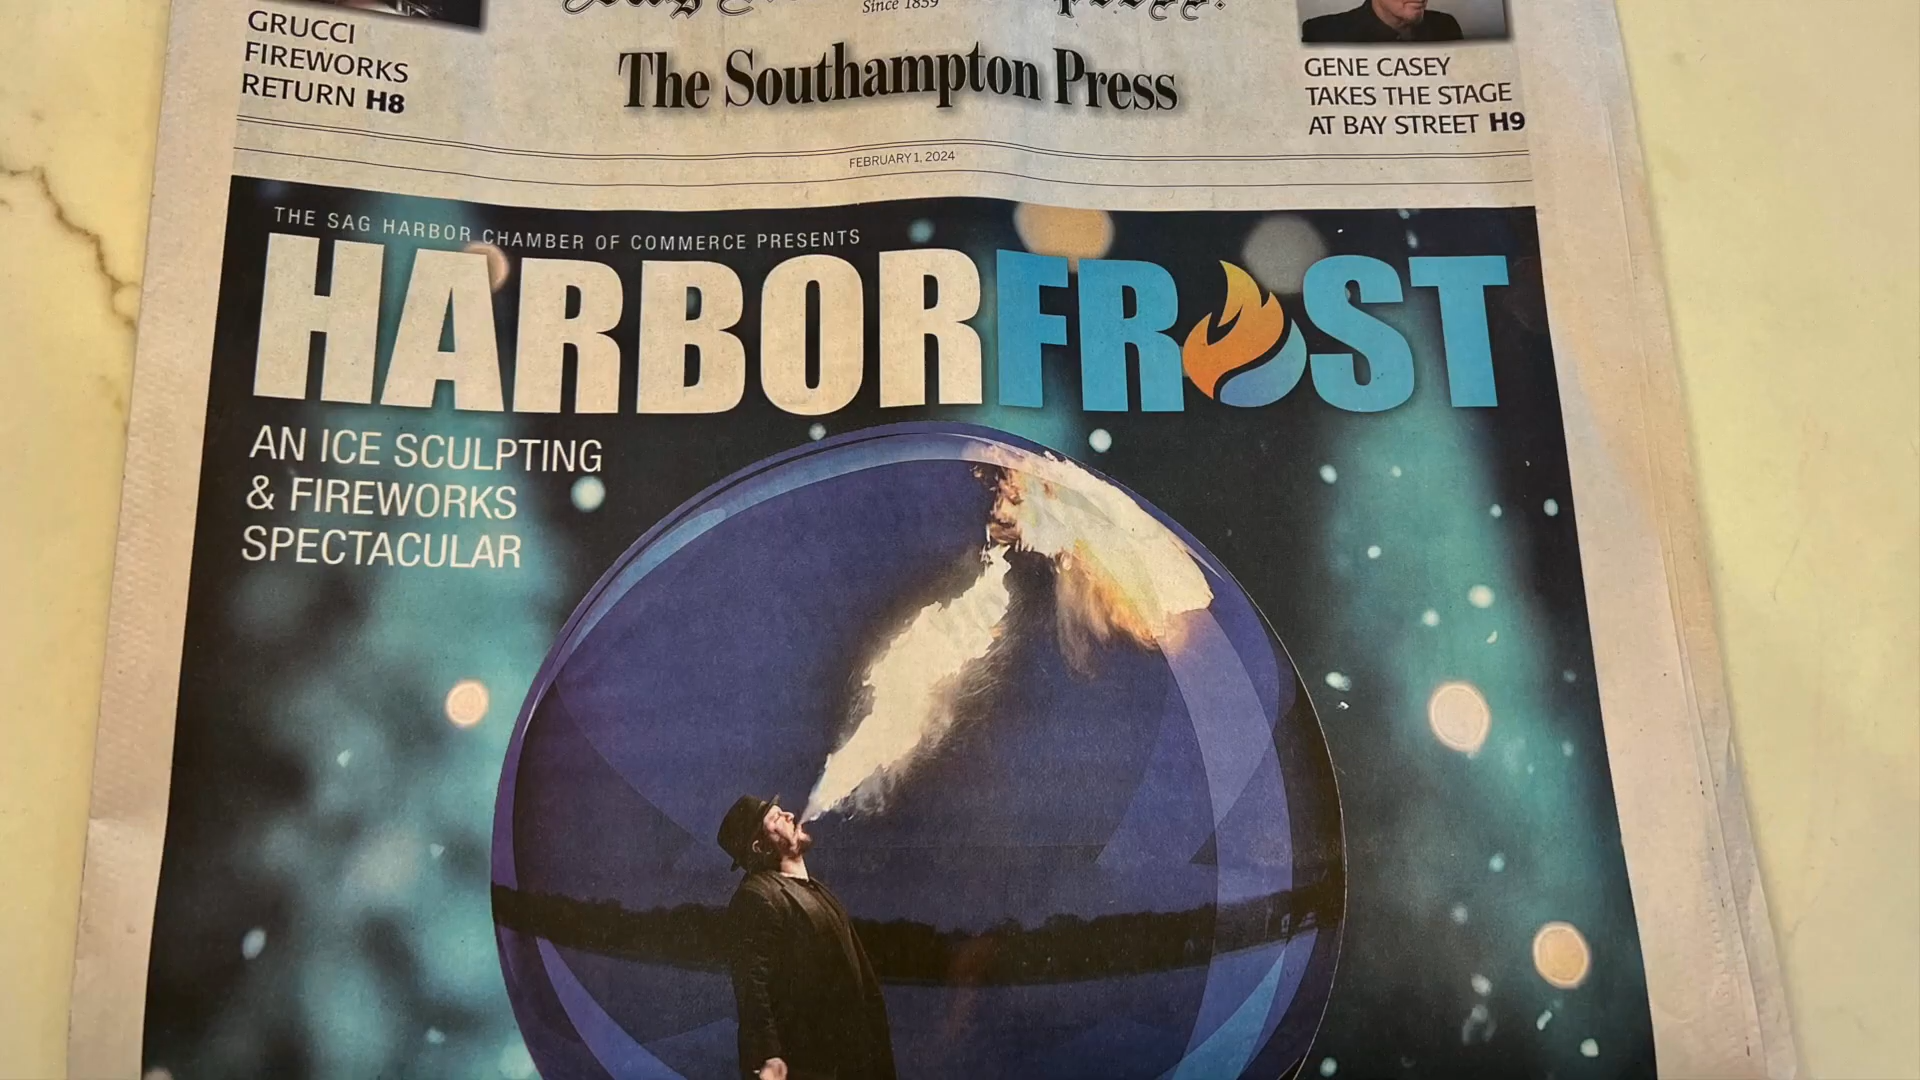 GRUCCI
FIREWORKS
RETURN H8
Since 1859
The Southampton Press
GENE CASEY
TAKES THE STAGE
AT BAY STREET H9
FEBRUARY 1, 2024
THE SAG HARBOR CHAMBER OF COMMERCE PRESENTS
HARBORFROST
AN ICE SCULPTING
& FIREWORKS
SPECTACULAR